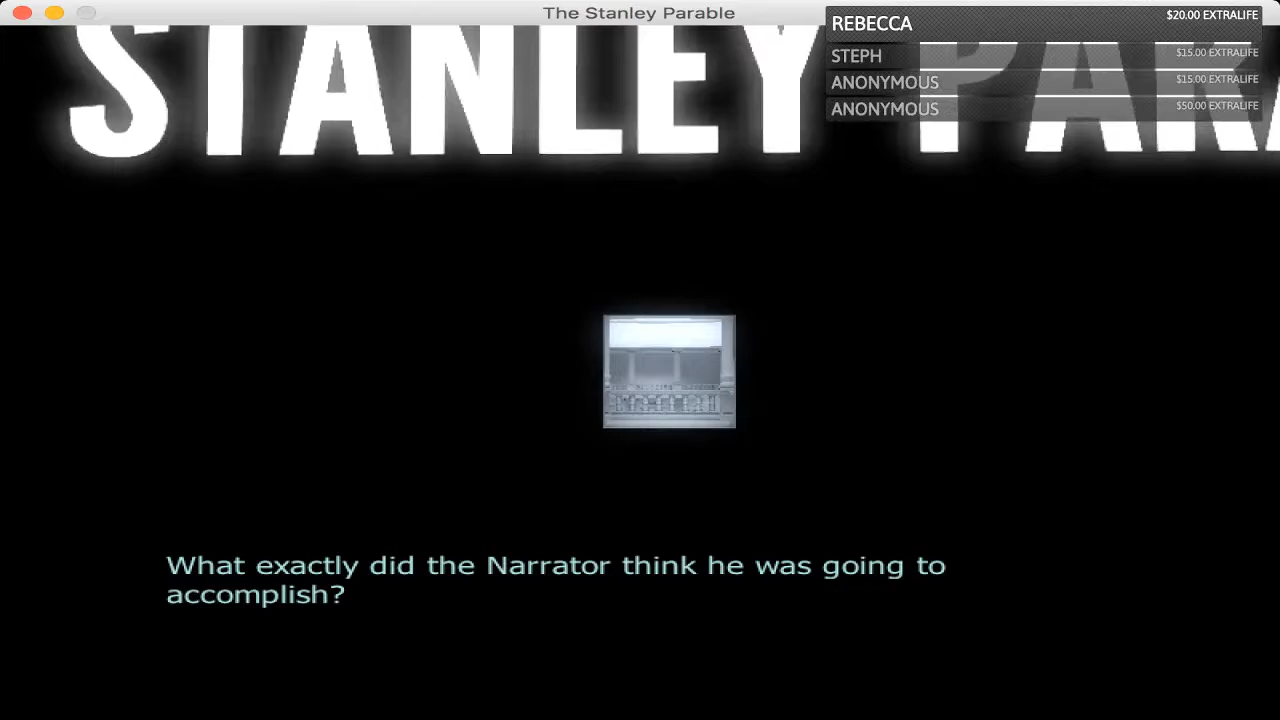 The Stanley Parable
REBECCA $20.00 EXTRALIFE
STEPH $15.00 EXTRALIFE
ANONYMOUS $15.00 EXTRALIFE
ANONYMOUS $50.00 EXTRALIFE
STANLEY PARA
What exactly did the Narrator think he was going to
accomplish?